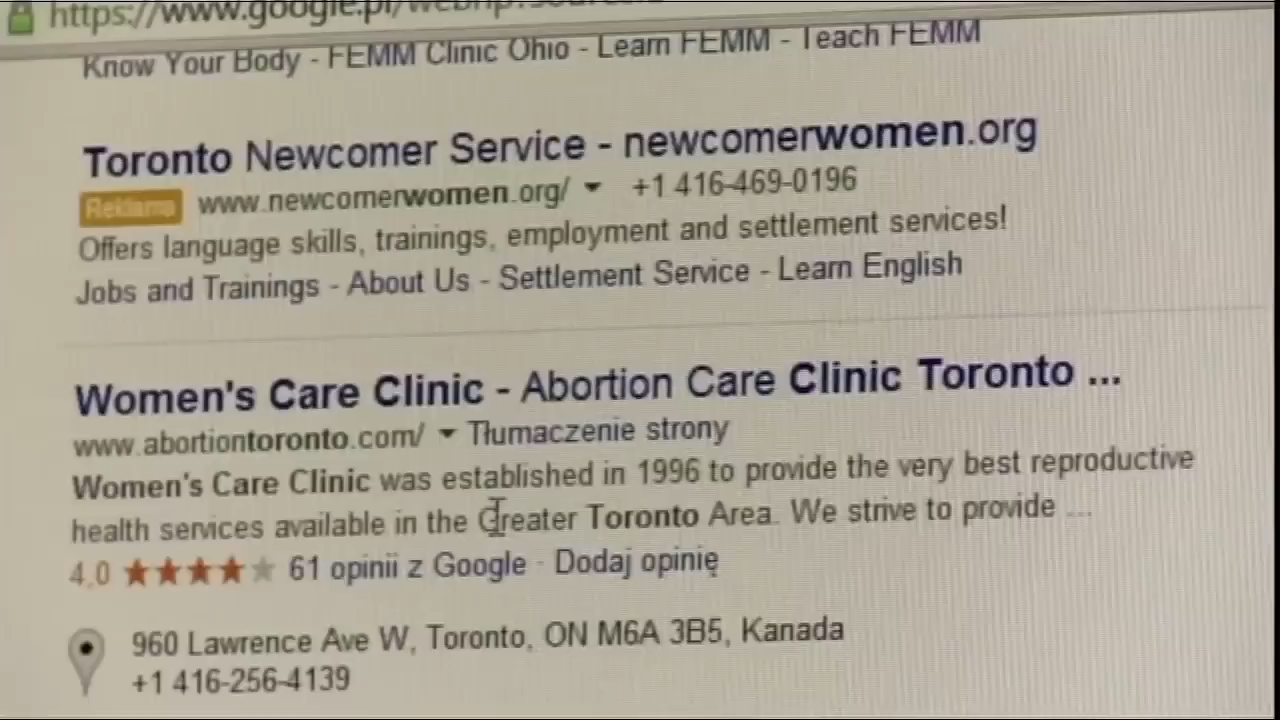 https://www.google.pl/webhp?source
Know Your Body - FEMM Clinic Ohio - Learn FEMM - Teach FEMM
Toronto Newcomer Service - newcomerwomen.org
Reklama www.newcomerwomen.org/ +1 416-469-0196
Offers language skills, trainings, employment and settlement services!
Jobs and Trainings - About Us - Settlement Service - Learn English
Women's Care Clinic - Abortion Care Clinic Toronto ...
www.abortiontoronto.com/ Tłumaczenie strony
Women's Care Clinic was established in 1996 to provide the very best reproductive
health services available in the Greater Toronto Area. We strive to provide ...
4,0 61 opinii z Google · Dodaj opinię
960 Lawrence Ave W, Toronto, ON M6A 3B5, Kanada
+1 416-256-4139